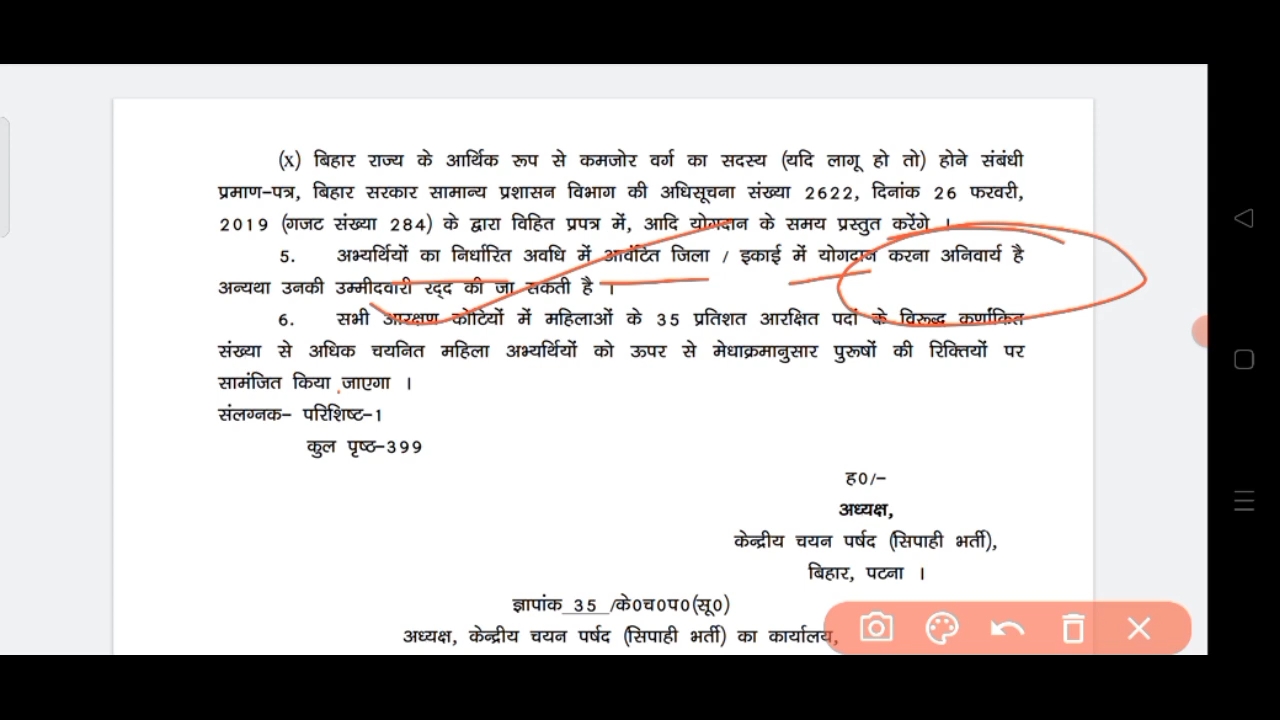 (x) बिहार राज्य के आर्थिक रूप से कमजोर वर्ग का सदस्य (यदि लागू हो तो) होने संबंधी
प्रमाण-पत्र, बिहार सरकार सामान्य प्रशासन विभाग की अधिसूचना संख्या 2622, दिनांक 26 फरवरी,
2019 (गजट संख्या 284) के द्वारा विहित प्रपत्र में, आदि योगदान के समय प्रस्तुत करेंगे ।
5. अभ्यर्थियों का निर्धारित अवधि में आवंटित जिला / इकाई में योगदान करना अनिवार्य है
अन्यथा उनकी उम्मीदवारी रद्द की जा सकती है ।
6. सभी आरक्षण कोटियों में महिलाओं के 35 प्रतिशत आरक्षित पदों के विरूद्ध कर्णांकित
संख्या से अधिक चयनित महिला अभ्यर्थियों को ऊपर से मेधाक्रमानुसार पुरूषों की रिक्तियों पर
सामंजित किया जाएगा ।
संलग्नक- परिशिष्ट-1
कुल पृष्ठ-399
ह0/-
अध्यक्ष,
केन्द्रीय चयन पर्षद (सिपाही भर्ती),
बिहार, पटना ।
ज्ञापांक 35 /के0च0प0(सू0)
अध्यक्ष, केन्द्रीय चयन पर्षद (सिपाही भर्ती) का कार्यालय,